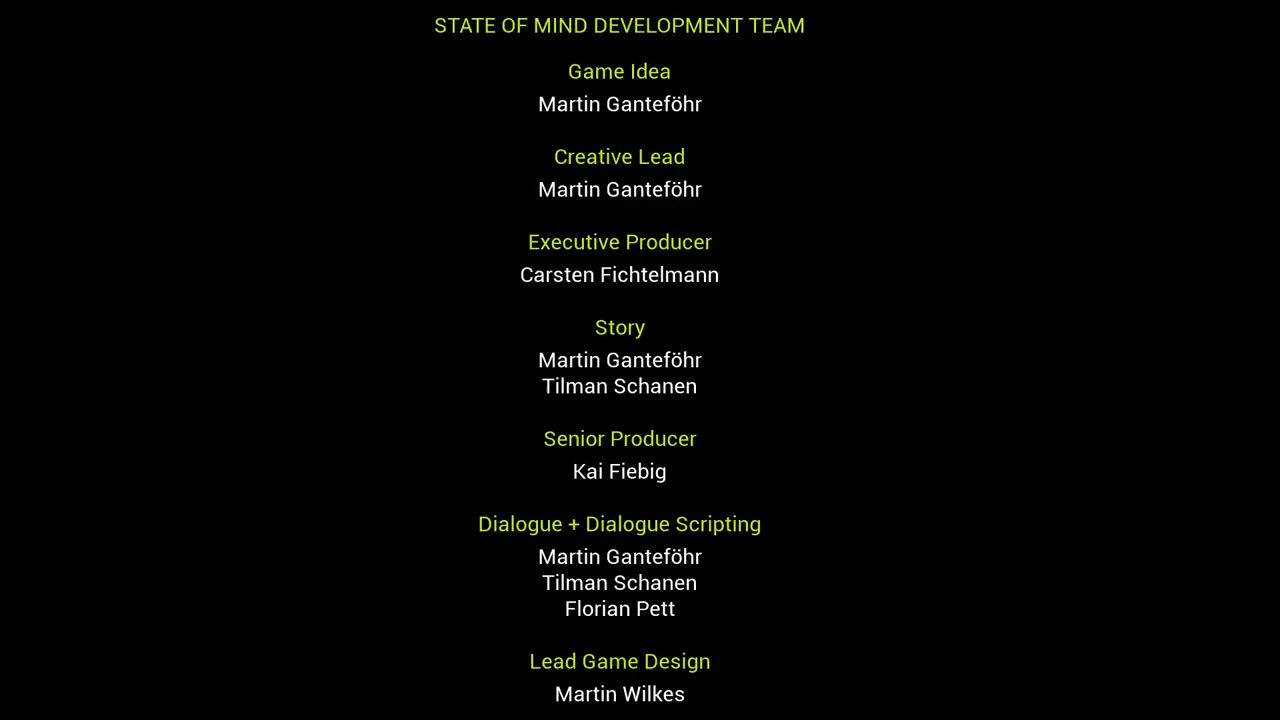 STATE OF MIND DEVELOPMENT TEAM
Game Idea
Martin Ganteföhr
Creative Lead
Martin Ganteföhr
Executive Producer
Carsten Fichtelmann
Story
Martin Ganteföhr
Tilman Schanen
Senior Producer
Kai Fiebig
Dialogue + Dialogue Scripting
Martin Ganteföhr
Tilman Schanen
Florian Pett
Lead Game Design
Martin Wilkes